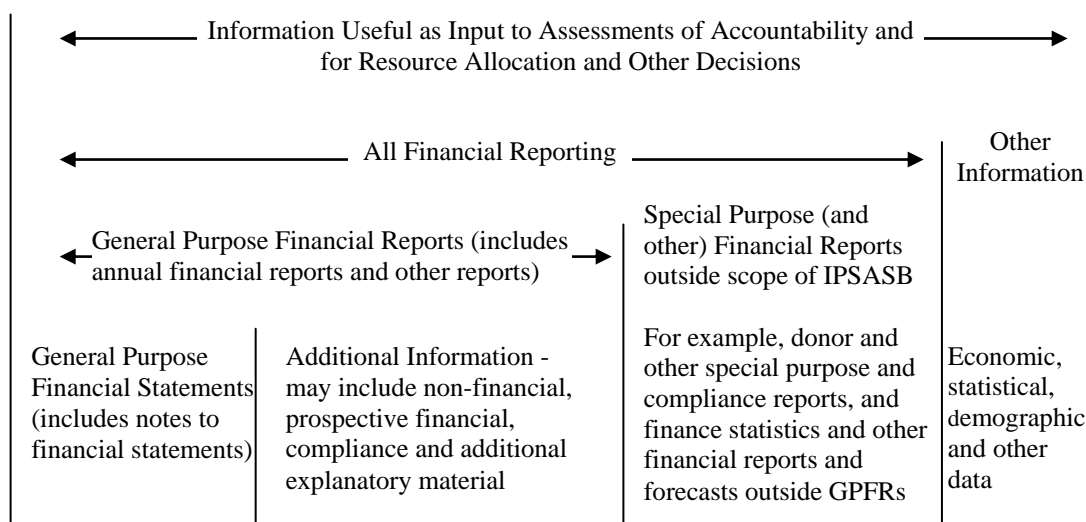 Information Useful as Input to Assessments of Accountability and
for Resource Allocation and Other Decisions
All Financial Reporting
Other
Information
General Purpose Financial Reports (includes
annual financial reports and other reports)
Special Purpose (and
other) Financial Reports
outside scope of IPSASB
General Purpose
Financial Statements
(includes notes to
financial statements)
Additional Information -
may include non-financial,
prospective financial,
compliance and additional
explanatory material
For example, donor and
other special purpose and
compliance reports, and
finance statistics and other
financial reports and
forecasts outside GPFRs
Economic,
statistical,
demographic
and other
data